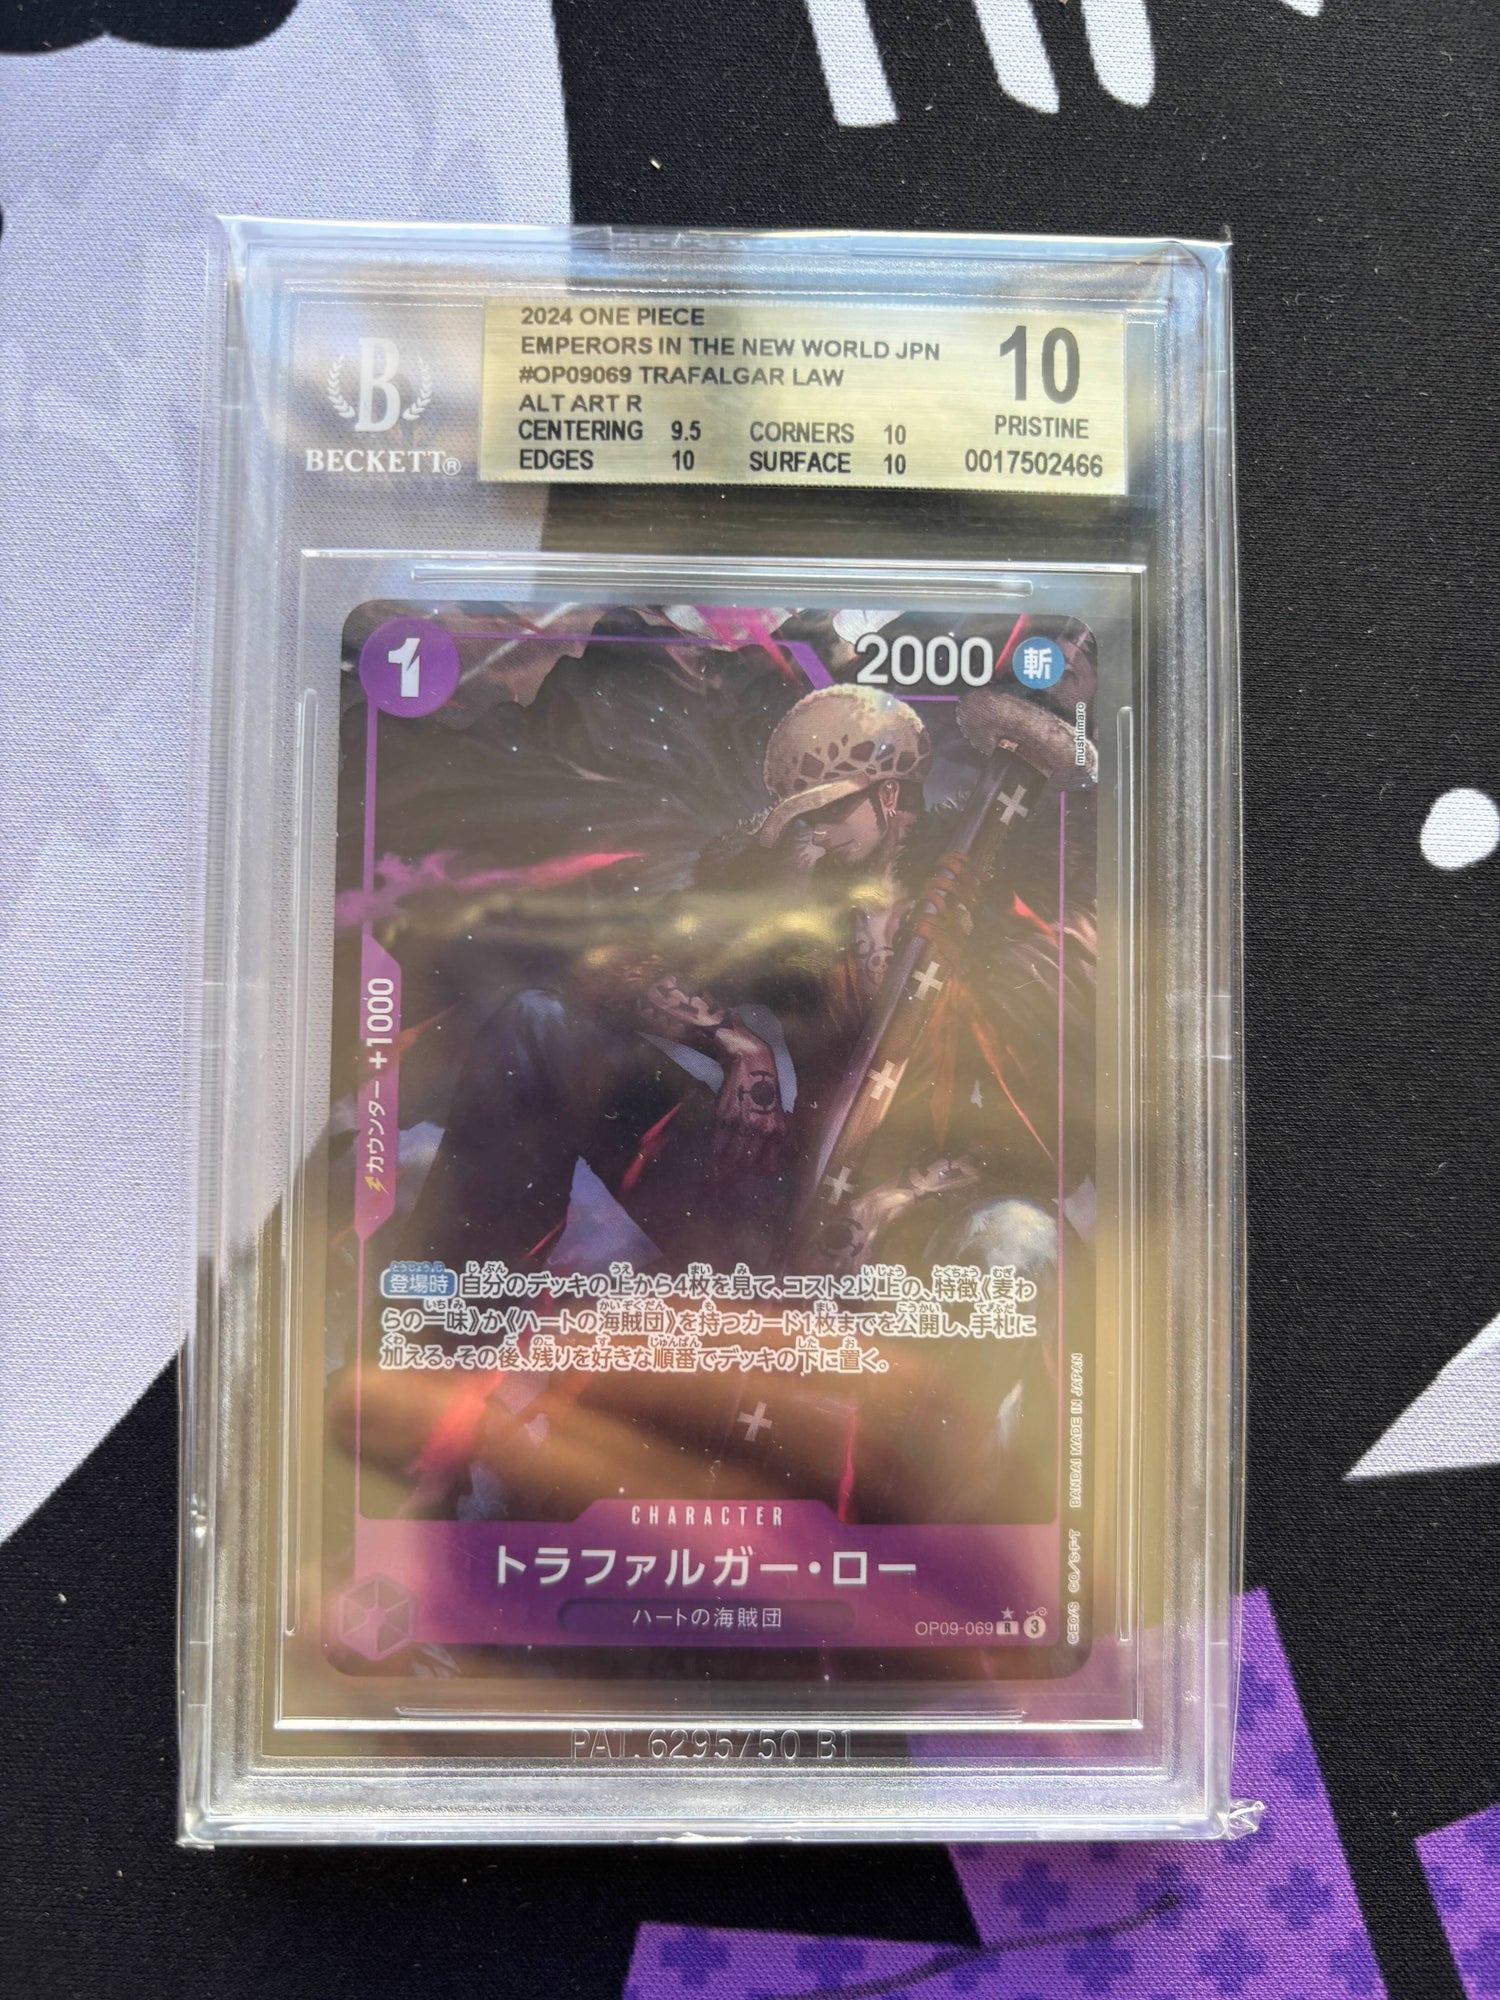 2024 ONE PIECE
EMPERORS IN THE NEW WORLD JPN
#OP09069 TRAFALGAR LAW
ALT ART R
CENTERING 9.5 CORNERS 10
EDGES 10 SURFACE 10
10
PRISTINE
0017502466
B
BECKETT®
1
2000
斬
mushimaro
カウンター +1000
登場時 自分のデッキの上から4枚を見て、コスト2以上の、特徴《麦わ
らの一味》か《ハートの海賊団》を持つカード1枚までを公開し、手札に
加える。その後、残りを好きな順番でデッキの下に置く。
CHARACTER
トラファルガー・ロー
ハートの海賊団
OP09-069 R 3
©EO/S ©O/S・F・T BANDAI MADE IN JAPAN
PAT. 6295750 B1